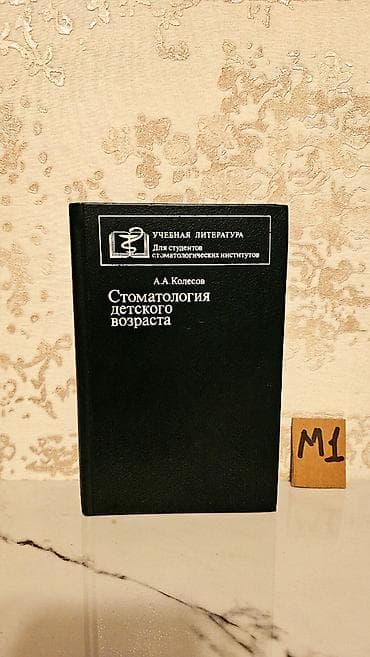 УЧЕБНАЯ ЛИТЕРАТУРА
Для студентов
стоматологических институтов
А.А.Колесов
Стоматология
детского
возраста
М1